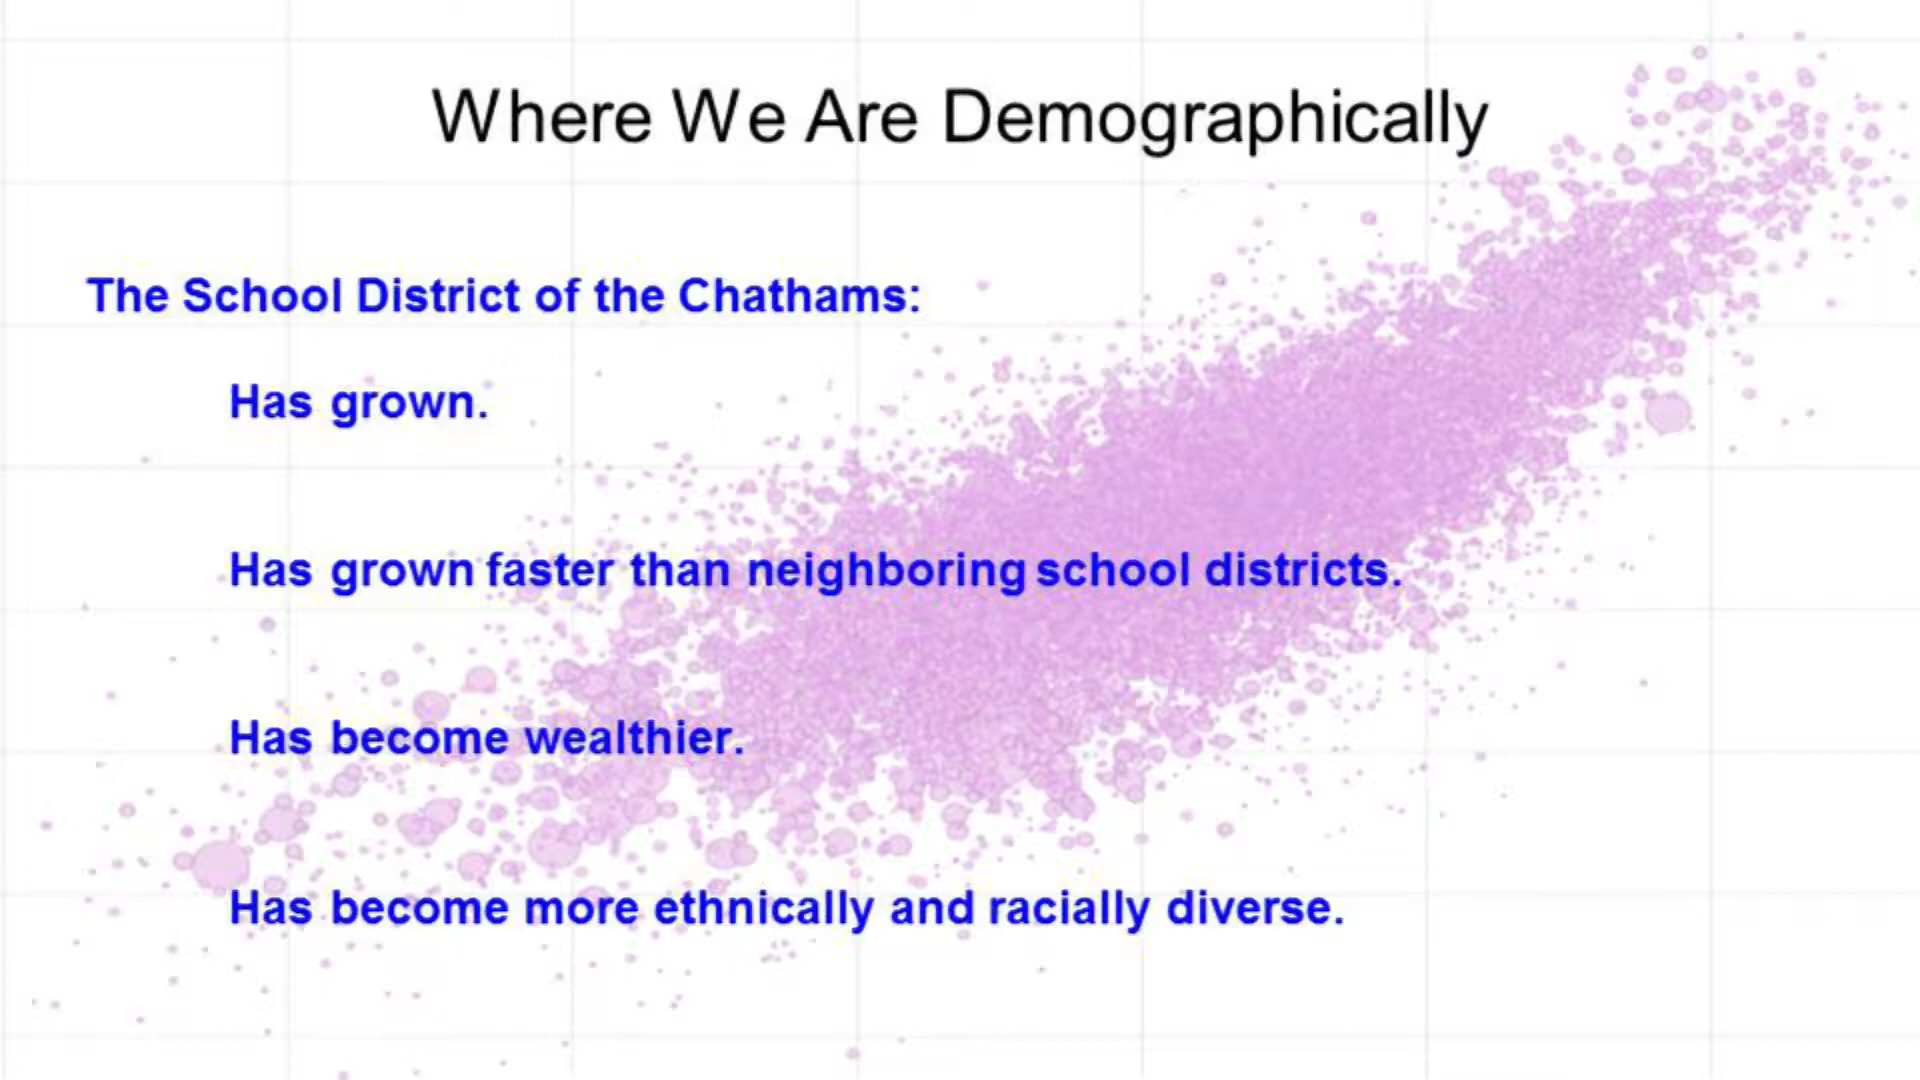 Where We Are Demographically
The School District of the Chathams:
Has grown.
Has grown faster than neighboring school districts.
Has become wealthier.
Has become more ethnically and racially diverse.